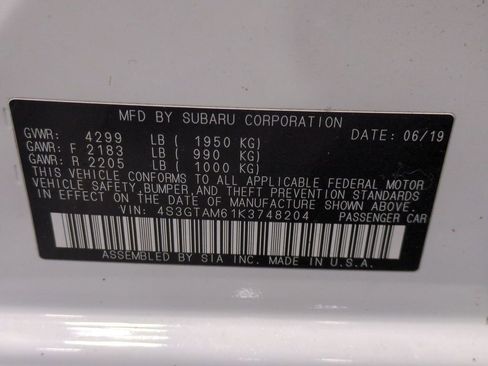 MFD BY SUBARU CORPORATION
GVWR: 4299 LB ( 1950 KG) DATE: 06/19
GAWR: F 2183 LB ( 990 KG)
GAWR: R 2205 LB ( 1000 KG)
THIS VEHICLE CONFORMS TO ALL APPLICABLE FEDERAL MOTOR
VEHICLE SAFETY, BUMPER, AND THEFT PREVENTION STANDARDS
IN EFFECT ON THE DATE OF MANUFACTURE SHOWN ABOVE.
VIN: 4S3GTAM61K3748204 PASSENGER CAR
ASSEMBLED BY SIA INC. MADE IN U.S.A.